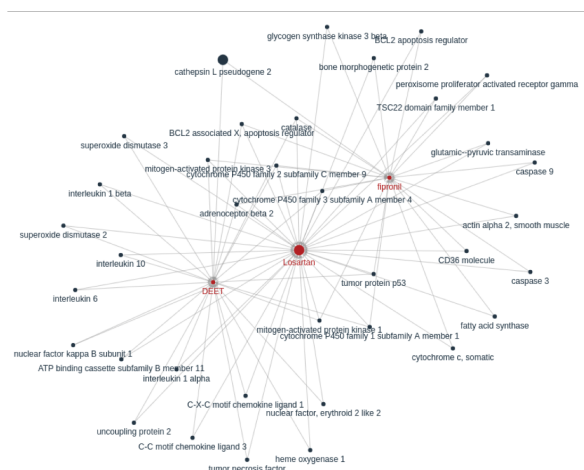 glycogen synthase kinase 3 beta
BCL2 apoptosis regulator
bone morphogenetic protein 2
cathepsin L pseudogene 2
peroxisome proliferator activated receptor gamma
TSC22 domain family member 1
catalase
BCL2 associated X, apoptosis regulator
superoxide dismutase 3
glutamic--pyruvic transaminase
mitogen-activated protein kinase 3
cytochrome P450 family 2 subfamily C member 9
caspase 9
fipronil
interleukin 1 beta
cytochrome P450 family 3 subfamily A member 4
adrenoceptor beta 2
actin alpha 2, smooth muscle
superoxide dismutase 2
interleukin 10
Losartan
CD36 molecule
caspase 3
tumor protein p53
DEET
interleukin 6
fatty acid synthase
mitogen-activated protein kinase 1
cytochrome P450 family 1 subfamily A member 1
nuclear factor kappa B subunit 1
cytochrome c, somatic
ATP binding cassette subfamily B member 11
interleukin 1 alpha
C-X-C motif chemokine ligand 1
nuclear factor, erythroid 2 like 2
uncoupling protein 2
C-C motif chemokine ligand 3
heme oxygenase 1
tumor necrosis factor